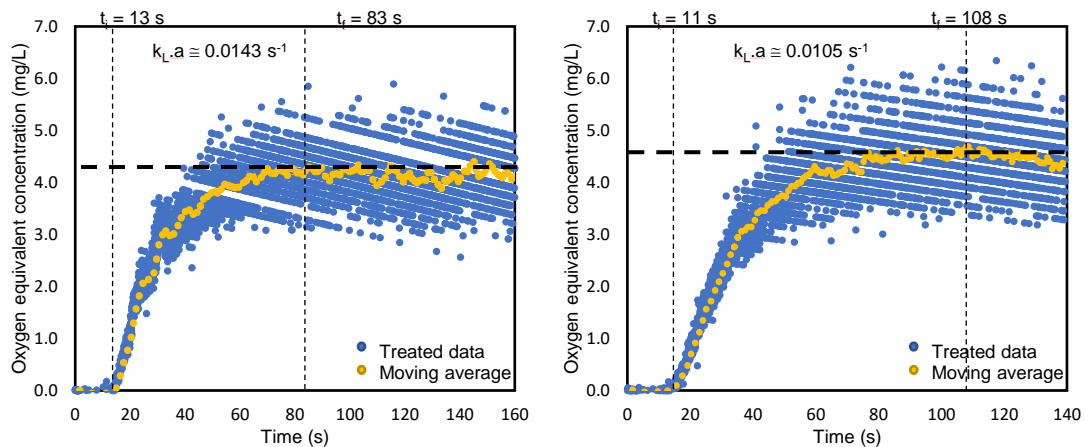 t_i = 13 s
t_f = 83 s
k_L.a ≅ 0.0143 s⁻¹
Oxygen equivalent concentration (mg/L)
7.0
6.0
5.0
4.0
3.0
2.0
1.0
0.0
Treated data
Moving average
0 20 40 60 80 100 120 140 160
Time (s)
t_i = 11 s
t_f = 108 s
k_L.a ≅ 0.0105 s⁻¹
Oxygen equivalent concentration (mg/L)
7.0
6.0
5.0
4.0
3.0
2.0
1.0
0.0
Treated data
Moving average
0 20 40 60 80 100 120 140
Time (s)